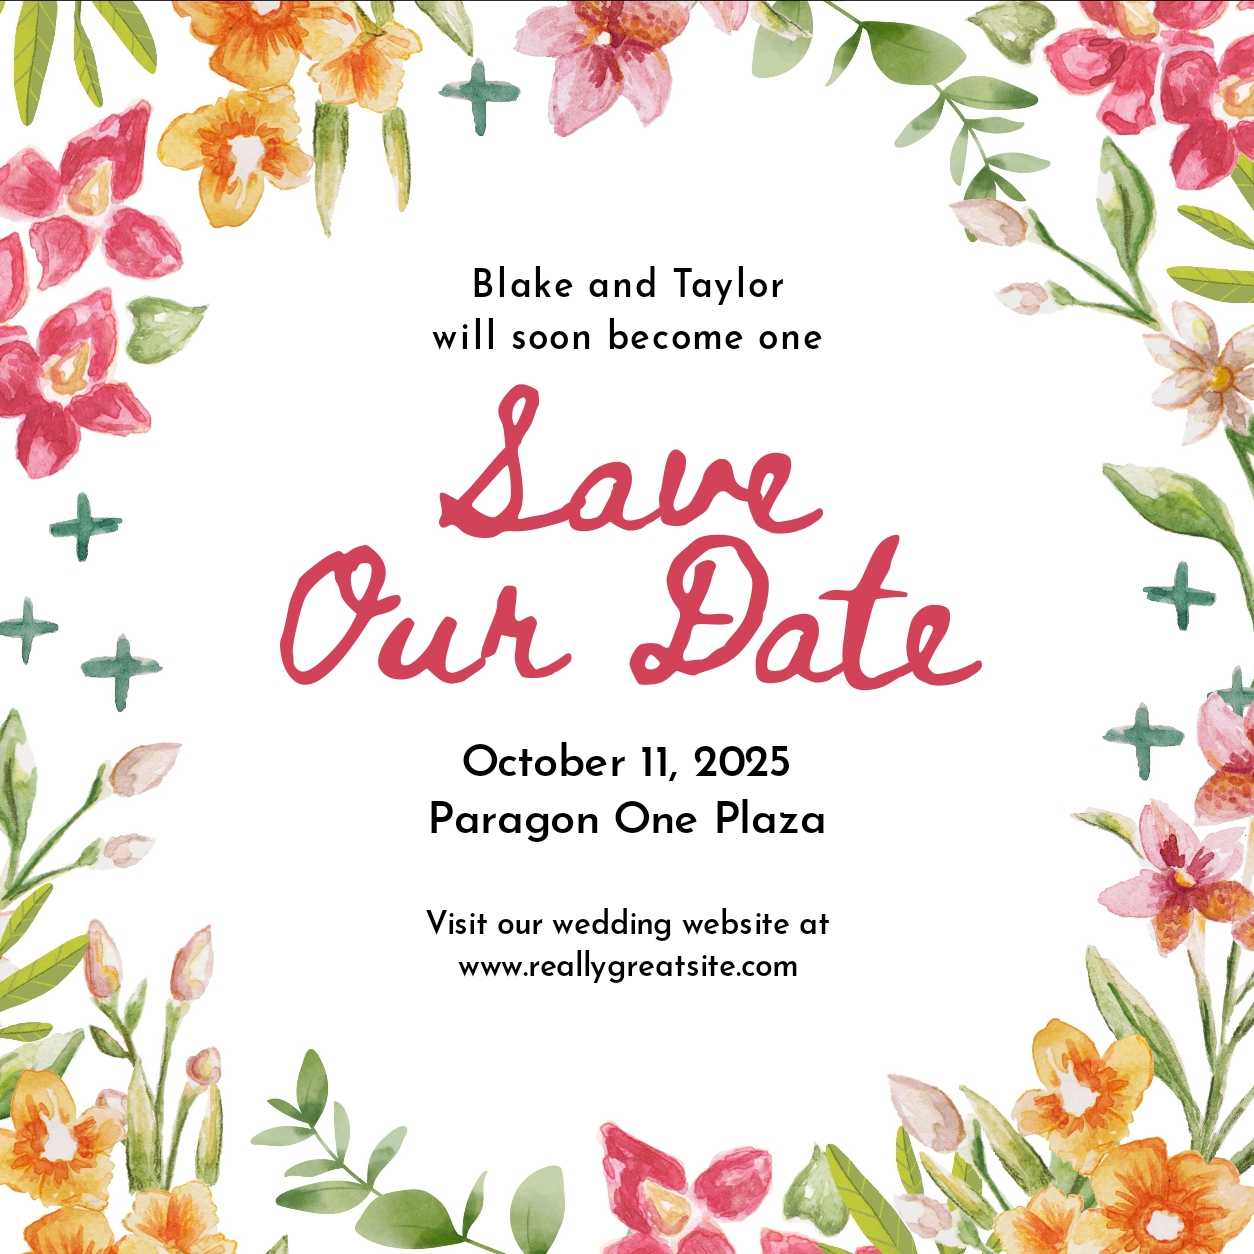 Blake and Taylor
will soon become one
Save
Our Date
October 11, 2025
Paragon One Plaza
Visit our wedding website at
www.reallygreatsite.com